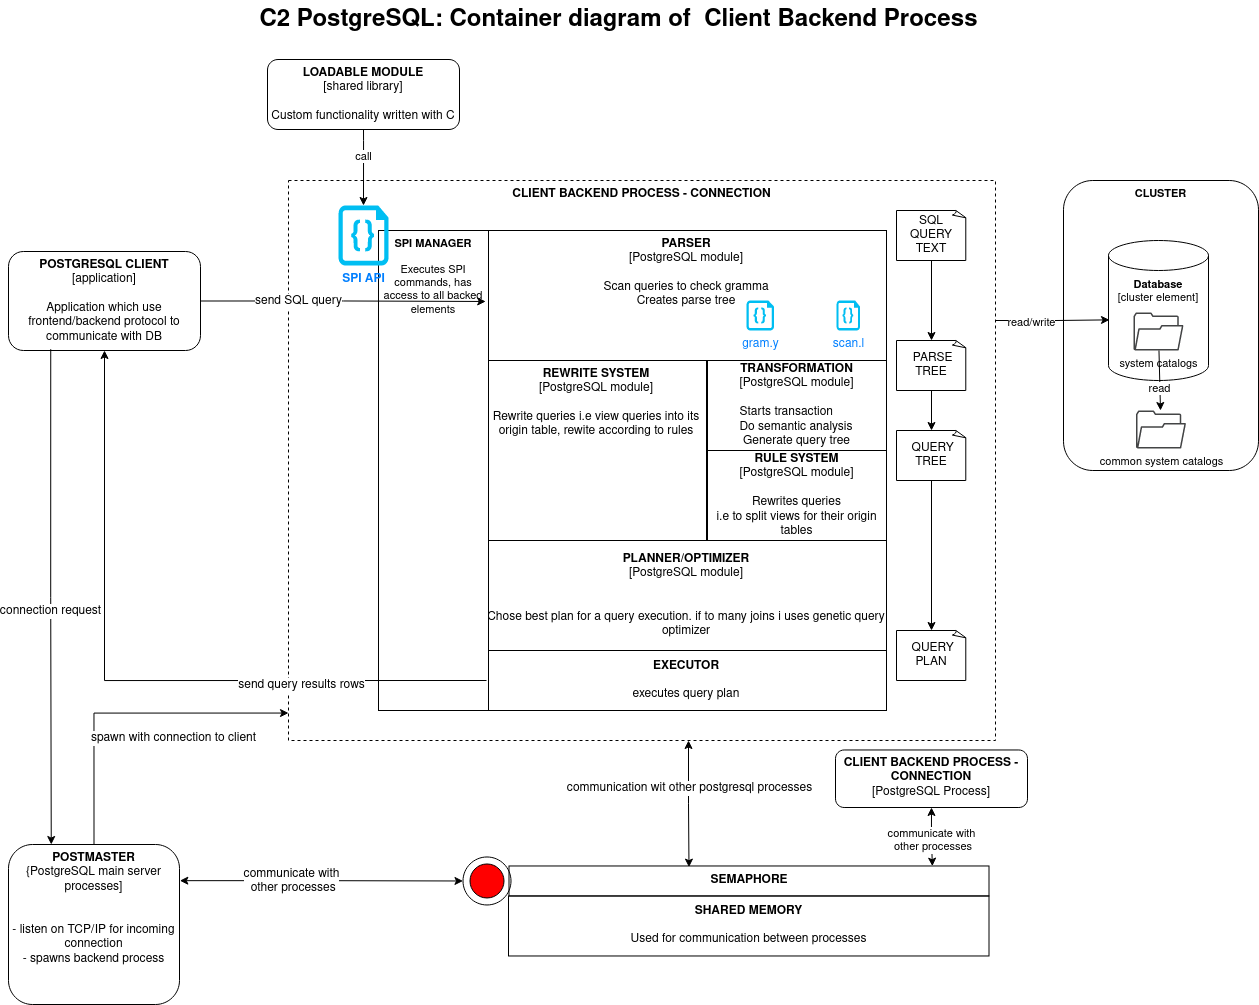 C2 PostgreSQL: Container diagram of  Client Backend Process
LOADABLE MODULE
[shared library]
Custom functionality written with C
call
CLIENT BACKEND PROCESS - CONNECTION
SPI API
SPI MANAGER
Executes SPI
commands, has
access to all backed
elements
PARSER
[PostgreSQL module]
Scan queries to check gramma
Creates parse tree
gram.y
scan.l
SQL
QUERY
TEXT
CLUSTER
Database
[cluster element]
system catalogs
read
common system catalogs
read/write
POSTGRESQL CLIENT
[application]
Application which use
frontend/backend protocol to
communicate with DB
send SQL query
REWRITE SYSTEM
[PostgreSQL module]
Rewrite queries i.e view queries into its
origin table, rewite according to rules
TRANSFORMATION
[PostgreSQL module]
Starts transaction
Do semantic analysis
Generate query tree
PARSE
TREE
RULE SYSTEM
[PostgreSQL module]
Rewrites queries
i.e to split views for their origin
tables
QUERY
TREE
PLANNER/OPTIMIZER
[PostgreSQL module]
Chose best plan for a query execution. if to many joins i uses genetic query
optimizer
connection request
EXECUTOR
executes query plan
QUERY
PLAN
send query results rows
spawn with connection to client
communication wit other postgresql processes
CLIENT BACKEND PROCESS -
CONNECTION
[PostgreSQL Process]
communicate with
other processes
POSTMASTER
{PostgreSQL main server
processes]
- listen on TCP/IP for incoming
connection
- spawns backend process
communicate with
other processes
SEMAPHORE
SHARED MEMORY
Used for communication between processes